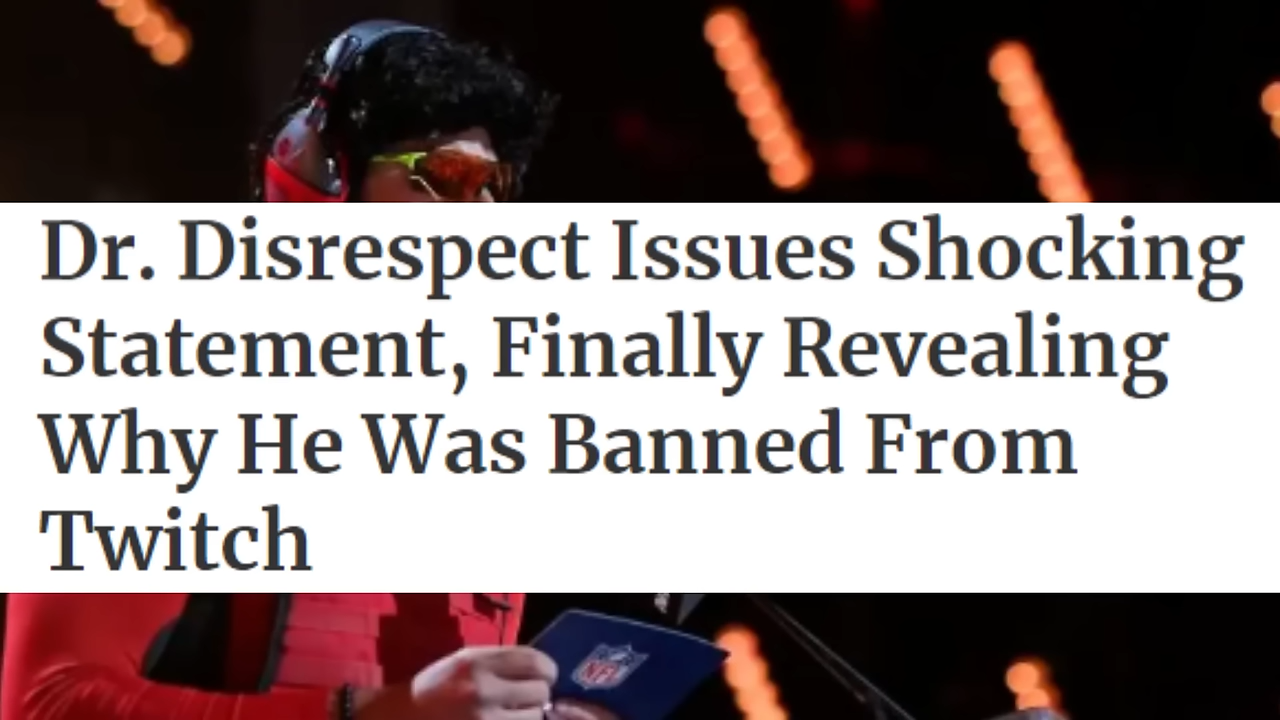 Dr. Disrespect Issues Shocking
Statement, Finally Revealing
Why He Was Banned From
Twitch
NFL